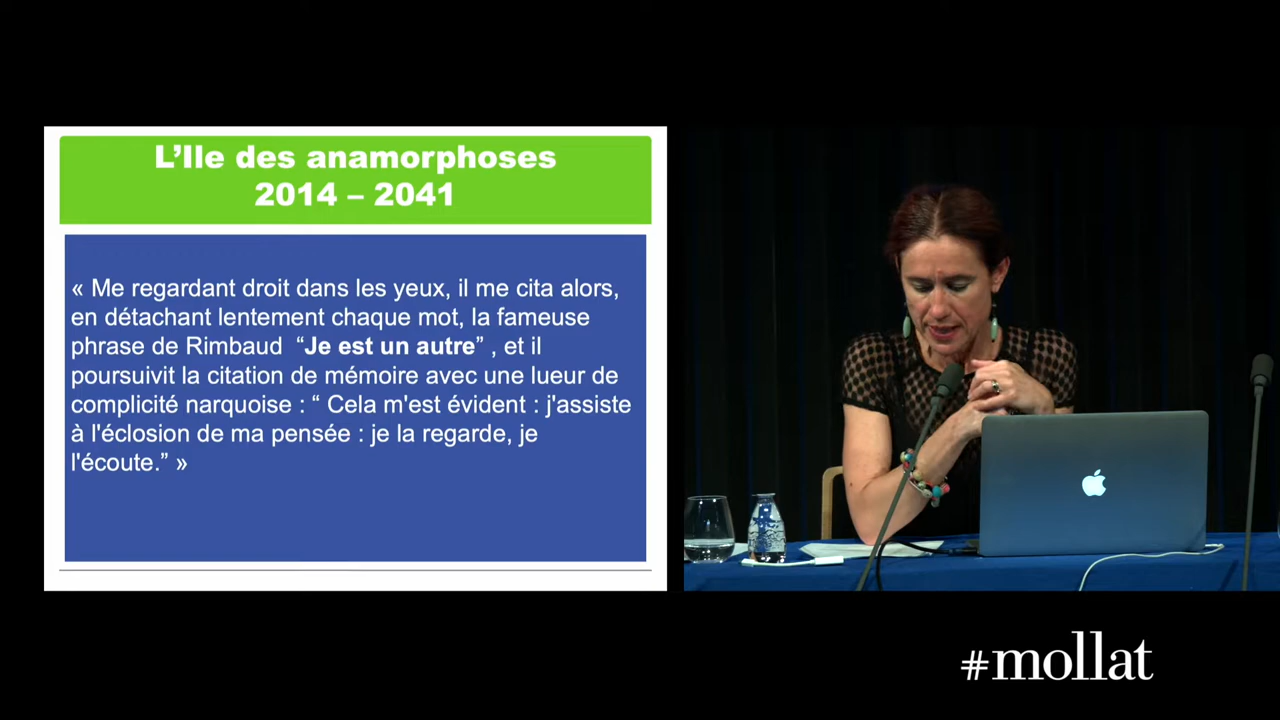 L’Ile des anamorphoses
2014 – 2041
« Me regardant droit dans les yeux, il me cita alors,
en détachant lentement chaque mot, la fameuse
phrase de Rimbaud “Je est un autre” , et il
poursuivit la citation de mémoire avec une lueur de
complicité narquoise : “ Cela m'est évident : j'assiste
à l'éclosion de ma pensée : je la regarde, je
l'écoute.” »
#mollat